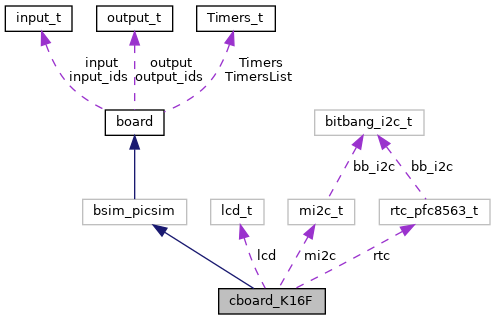 input_t
output_t
Timers_t
input
input_ids
output
output_ids
Timers
TimersList
board
bitbang_i2c_t
bb_i2c
bb_i2c
bsim_picsim
lcd_t
mi2c_t
rtc_pfc8563_t
lcd
mi2c
rtc
cboard_K16F